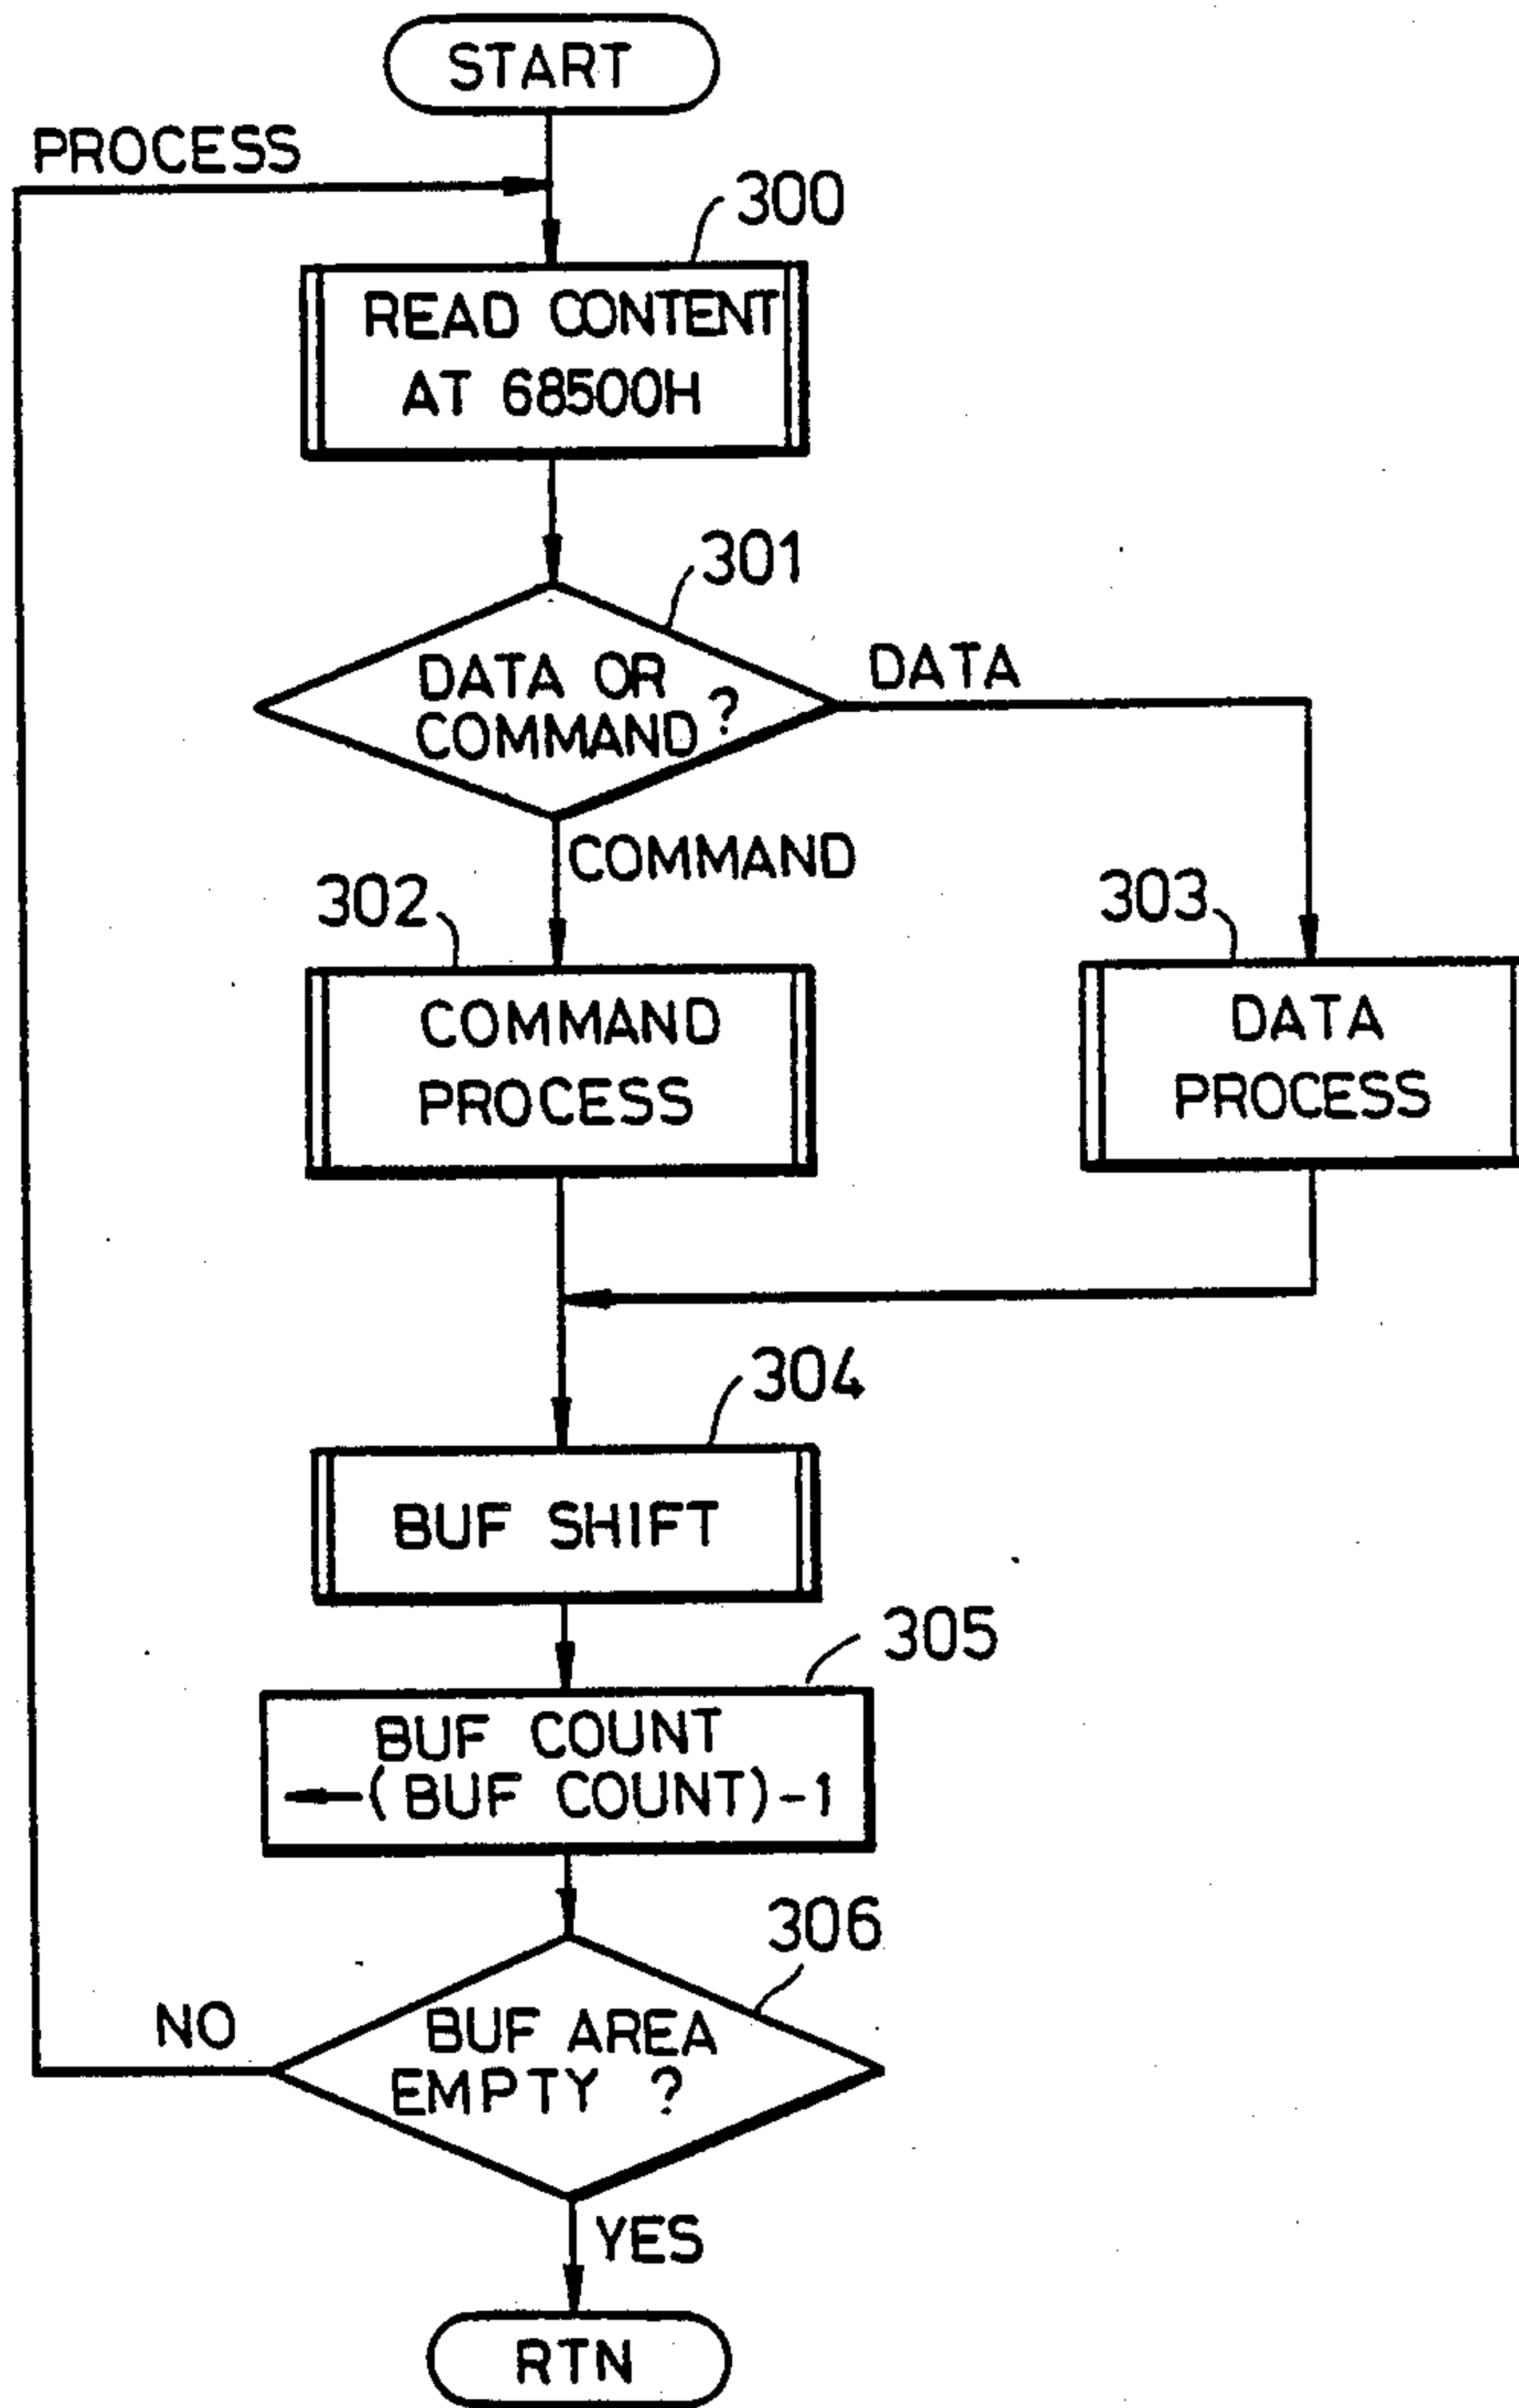 START
PROCESS
300
READ CONTENT
AT 68500H
301
DATA OR
COMMAND ?
DATA
COMMAND
302
303
COMMAND
PROCESS
DATA
PROCESS
304
BUF SHIFT
305
BUF COUNT
←(BUF COUNT)-1
306
NO
BUF AREA
EMPTY ?
YES
RTN